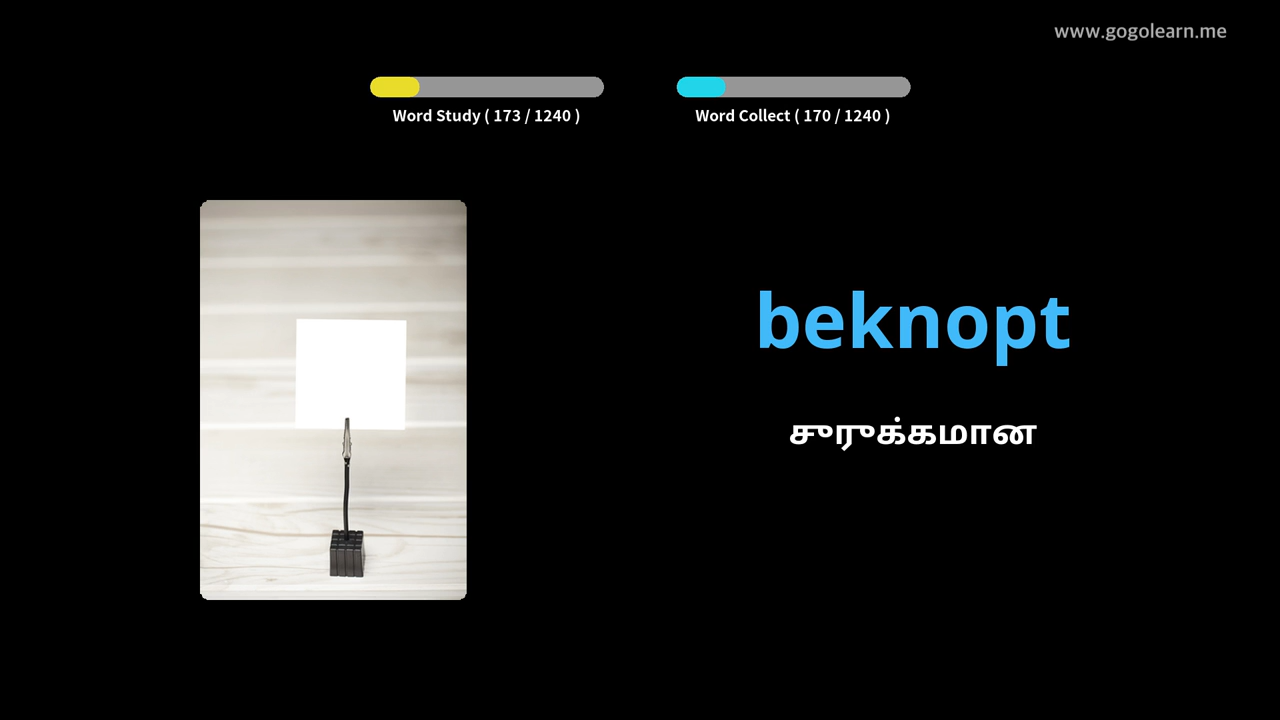 www.gogolearn.me
Word Study ( 173 / 1240 )
Word Collect ( 170 / 1240 )
beknopt
சுருக்கமான